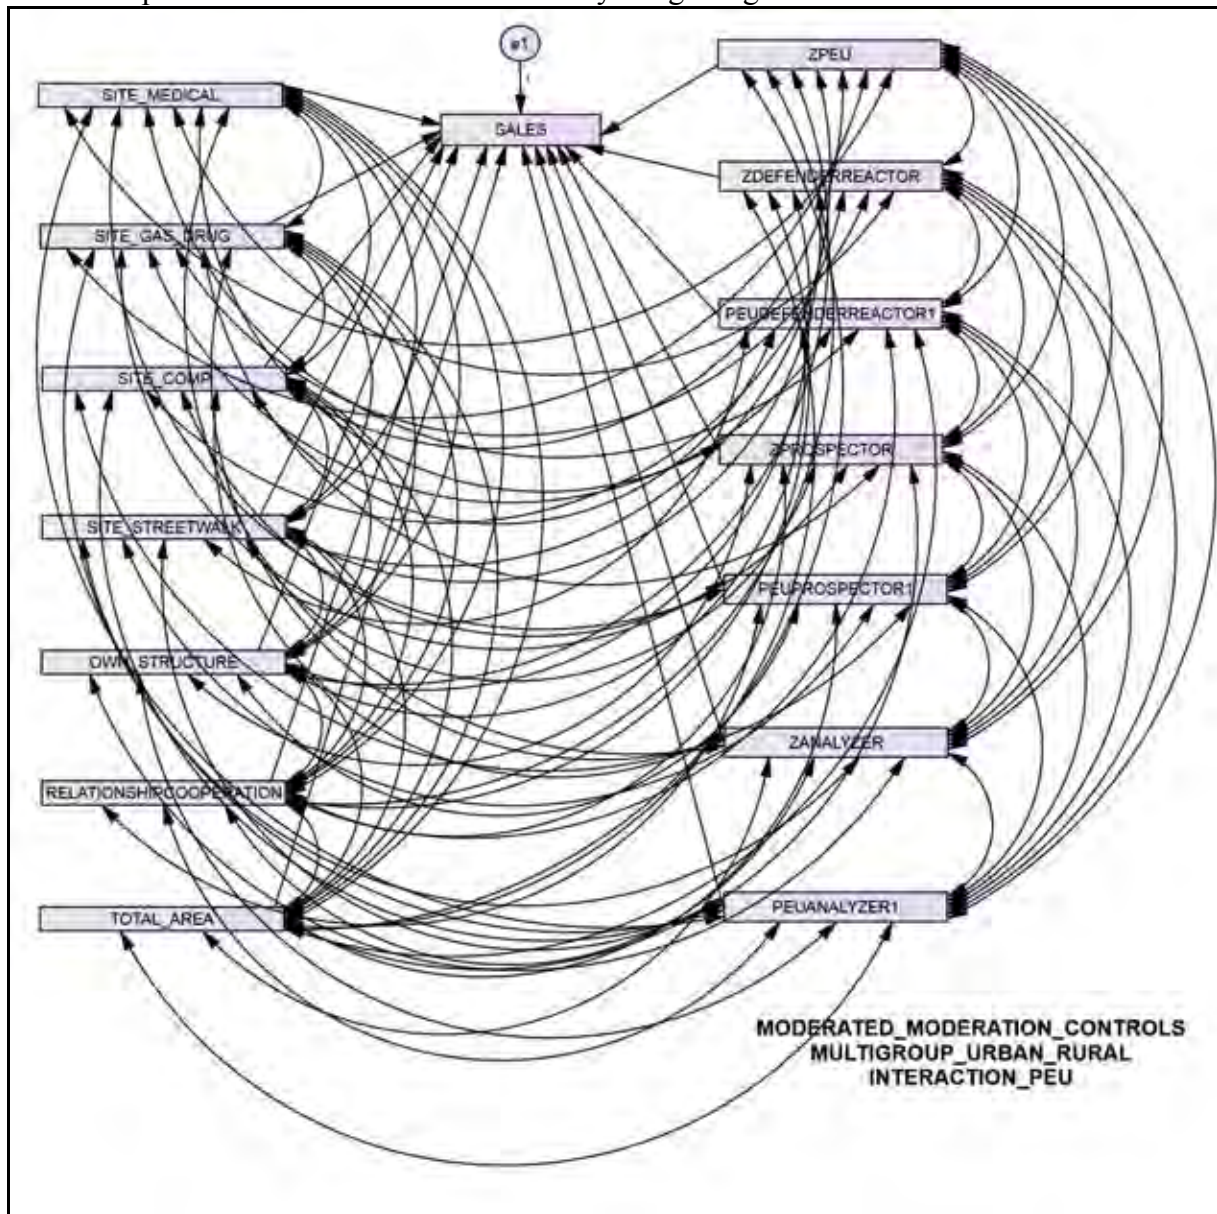 e1
1
SALES
SITE_MEDICAL
SITE_GAS_DRUG
SITE_COMP
SITE_STREETWALK
OWN_STRUCTURE
RELATIONSHIPCOOPERATION
TOTAL_AREA
ZPEU
ZDEFENDERREACTOR
PEUDEFENDERREACTOR1
ZPROSPECTOR
PEUPROSPECTOR1
ZANALYZER
PEUANALYZER1
MODERATED_MODERATION_CONTROLS
MULTIGROUP_URBAN_RURAL
INTERACTION_PEU